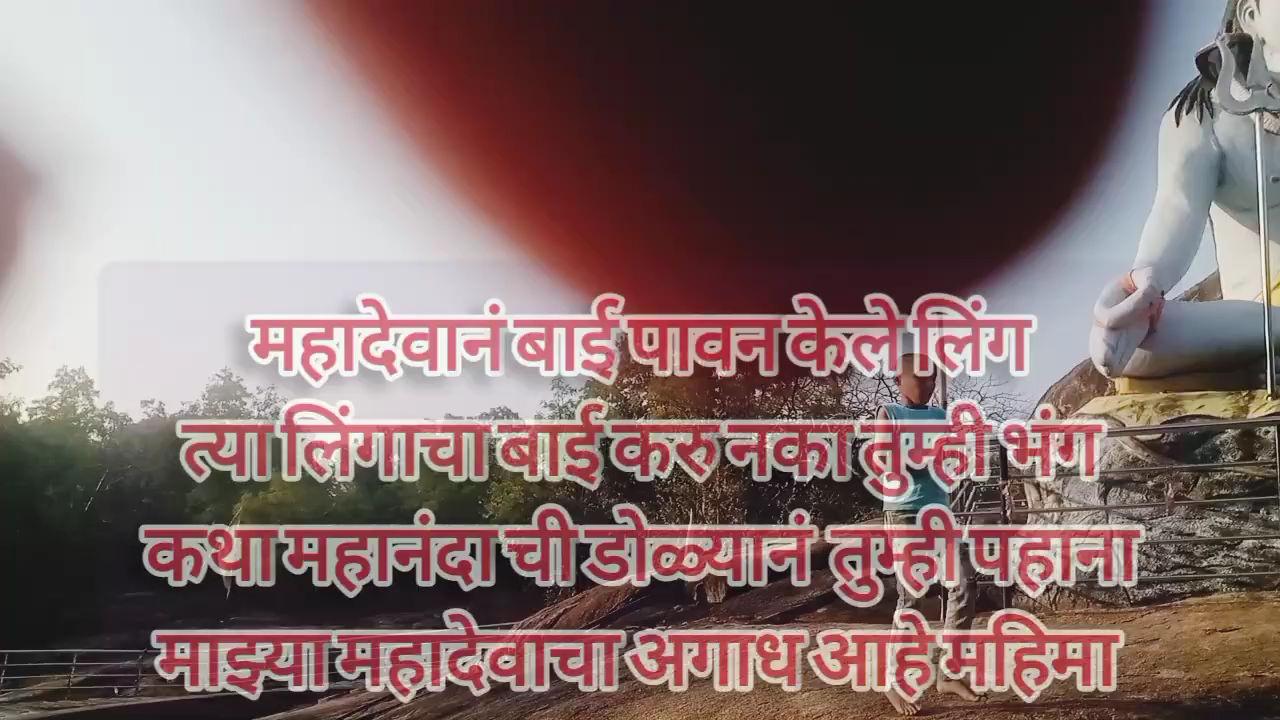 महादेवानं बाई पावन केले लिंग
त्या लिंगाचा बाई करु नका तुम्ही भंग
कथा महानंदा ची डोळ्यानं तुम्ही पहाना
माझ्या महादेवाचा अगाध आहे महिमा